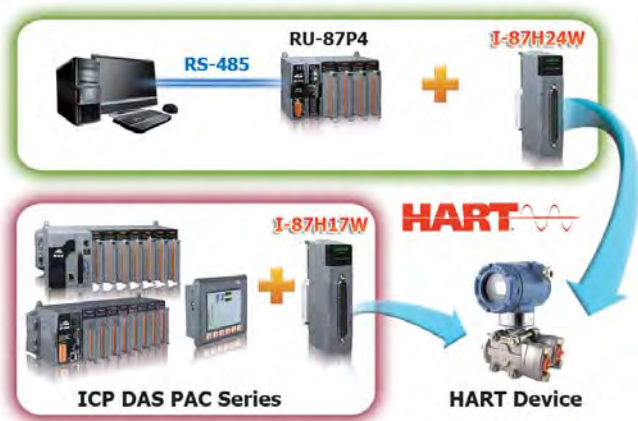 RU-87P4
I-87H24W
RS-485
I-87H17W
HART
ICP DAS PAC Series
HART Device